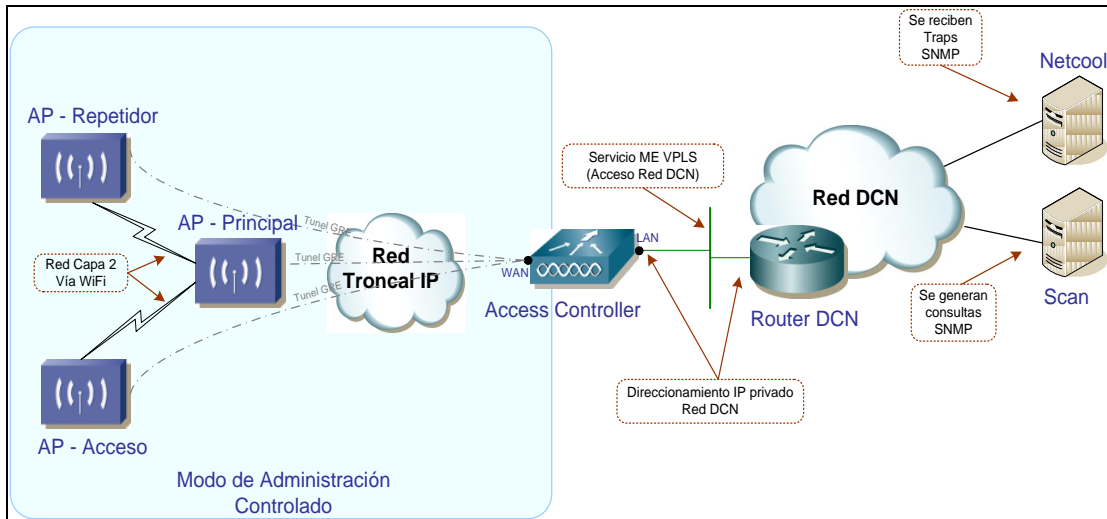 Se reciben
Traps
SNMP
Netcool
AP - Repetidor
Servicio ME VPLS
(Acceso Red DCN)
Red DCN
AP - Principal
Tunel GRE
Red Capa 2
Vía WiFi
Tunel GRE
Red
Troncal IP
WAN
LAN
Tunel GRE
Access Controller
Router DCN
Se generan
consultas
SNMP
Scan
Direccionamiento IP privado
Red DCN
AP - Acceso
Modo de Administración
Controlado